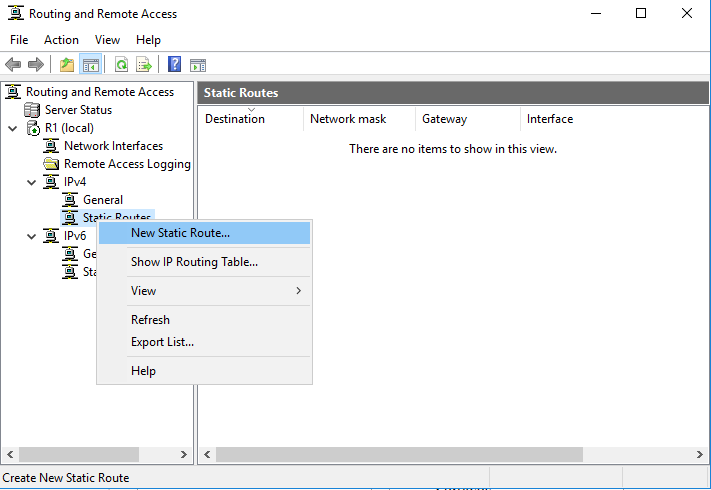 Routing and Remote Access
File Action View Help
Routing and Remote Access
Server Status
R1 (local)
Network Interfaces
Remote Access Logging
IPv4
General
Static Routes
IPv6
Ge
Sta
Static Routes
Destination Network mask Gateway Interface
There are no items to show in this view.
New Static Route...
Show IP Routing Table...
View
Refresh
Export List...
Help
Create New Static Route